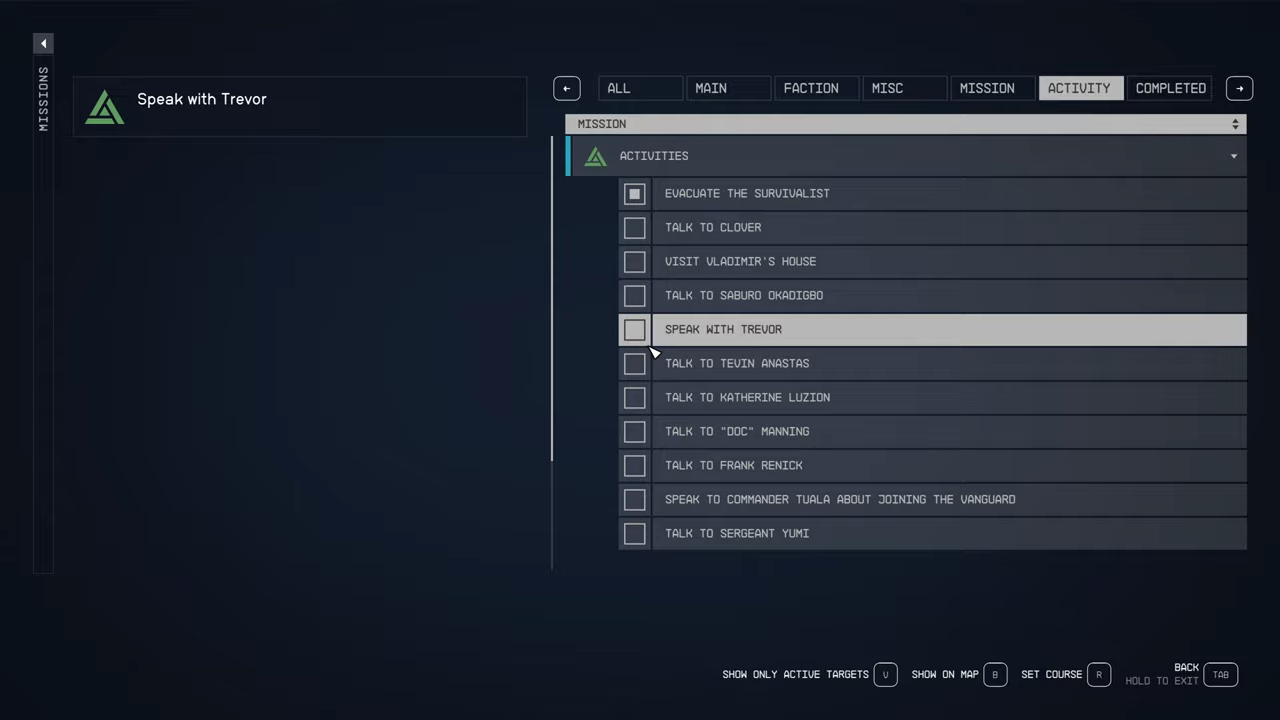 MISSIONS
Speak with Trevor
ALL MAIN FACTION MISC MISSION ACTIVITY COMPLETED
MISSION
ACTIVITIES
EVACUATE THE SURVIVALIST
TALK TO CLOVER
VISIT VLADIMIR'S HOUSE
TALK TO SABURO OKADIGBO
SPEAK WITH TREVOR
TALK TO TEVIN ANASTAS
TALK TO KATHERINE LUZION
TALK TO "DOC" MANNING
TALK TO FRANK RENICK
SPEAK TO COMMANDER TUALA ABOUT JOINING THE VANGUARD
TALK TO SERGEANT YUMI
SHOW ONLY ACTIVE TARGETS V SHOW ON MAP B SET COURSE R BACK TAB
HOLD TO EXIT